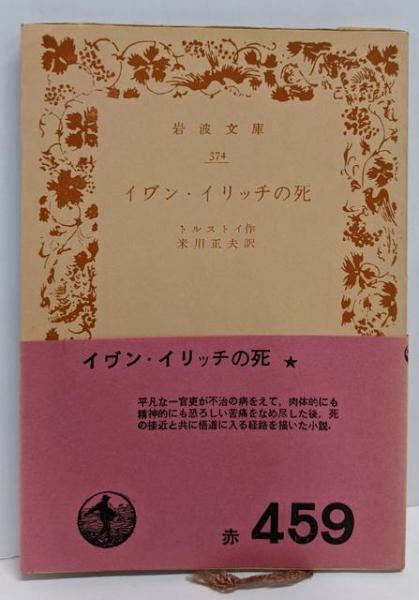 岩波文庫
374
イワン・イリッチの死
トルストイ作
米川正夫訳
イヴン・イリッチの死 ★
平凡な一官吏が不治の病をえて，肉体的にも
精神的にも恐ろしい苦痛をなめ尽した後，死
の接近と共に悟道に入る経路を描いた小説．
赤 459